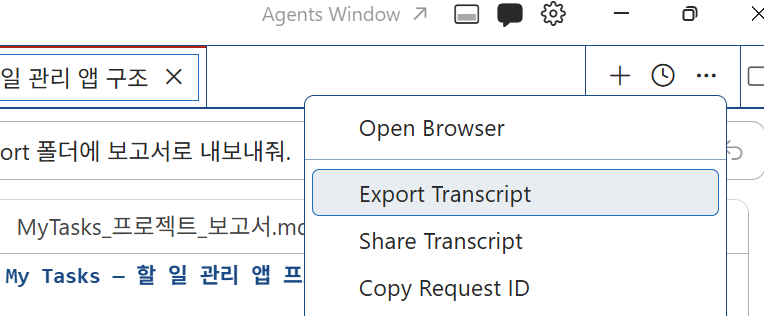 Agents Window
일 관리 앱 구조
Open Browser
ort 폴더에 보고서로 내보내줘.
Export Transcript
MyTasks_프로젝트_보고서.md
Share Transcript
My Tasks — 할 일 관리 앱 프
Copy Request ID